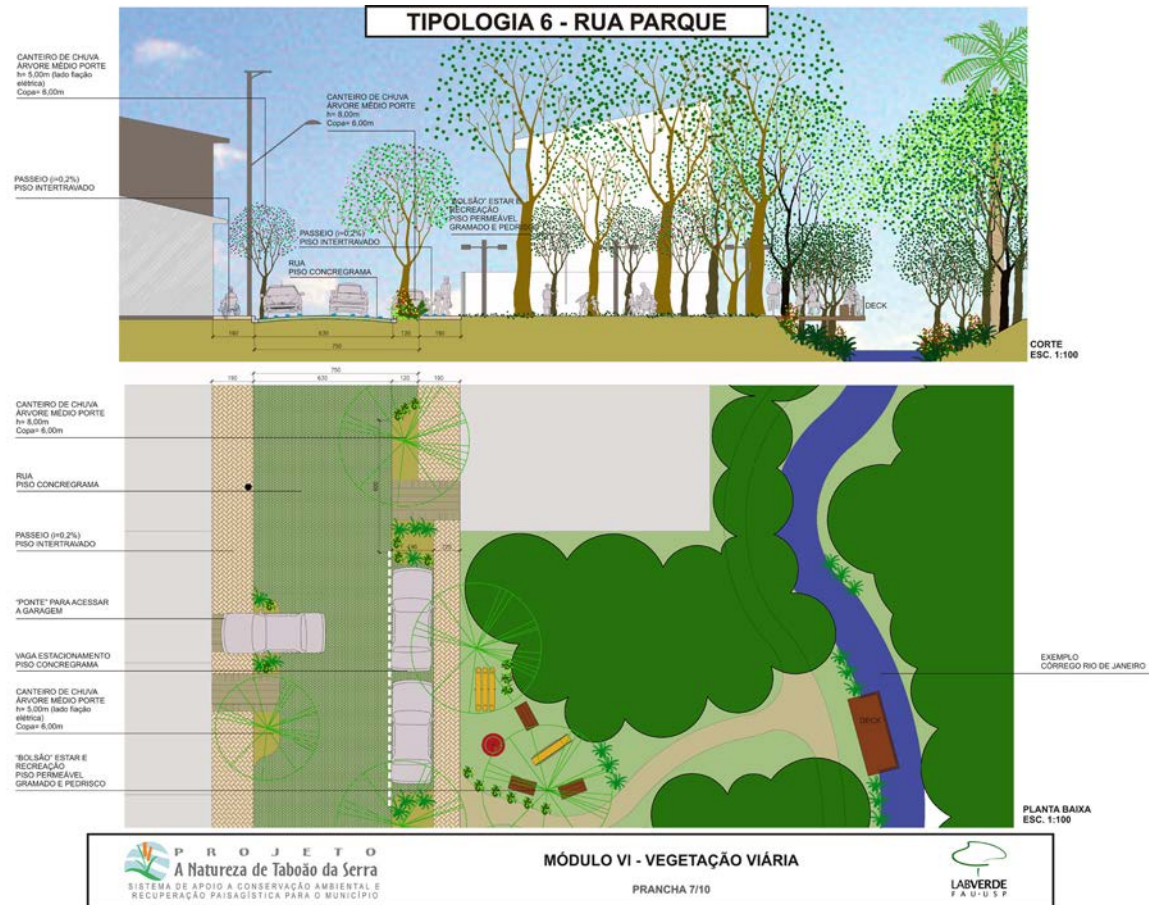 TIPOLOGIA 6 - RUA PARQUE
CANTEIRO DE CHUVA
ÁRVORE MÉDIO PORTE
h= 5,00m (lado fiação
elétrica)
Copa= 6,00m
CANTEIRO DE CHUVA
ÁRVORE MÉDIO PORTE
h= 8,00m
Copa= 6,00m
PASSEIO (i=0,2%)
PISO INTERTRAVADO
"BOLSÃO" ESTAR E
RECREAÇÃO
PISO PERMEÁVEL
GRAMADO E PEDRISCO
PASSEIO (i=0,2%)
PISO INTERTRAVADO
RUA
PISO CONCREGRAMA
DECK
190
630
120
190
750
CORTE
ESC. 1:100
750
190
630
120
190
CANTEIRO DE CHUVA
ÁRVORE MÉDIO PORTE
h= 8,00m
Copa= 6,00m
RUA
PISO CONCREGRAMA
PASSEIO (i=0,2%)
PISO INTERTRAVADO
"PONTE" PARA ACESSAR
A GARAGEM
VAGA ESTACIONAMENTO
PISO CONCREGRAMA
CANTEIRO DE CHUVA
ÁRVORE MÉDIO PORTE
h= 5,00m (lado fiação
elétrica)
Copa= 6,00m
"BOLSÃO" ESTAR E
RECREAÇÃO
PISO PERMEÁVEL
GRAMADO E PEDRISCO
EXEMPLO
CÓRREGO RIO DE JANEIRO
DECK
PLANTA BAIXA
ESC. 1:100
PROJETO
A Natureza de Taboão da Serra
SISTEMA DE APOIO A CONSERVAÇÃO AMBIENTAL E
RECUPERAÇÃO PAISAGÍSTICA PARA O MUNICÍPIO
MÓDULO VI - VEGETAÇÃO VIÁRIA
PRANCHA 7/10
LABVERDE
FAU-USP